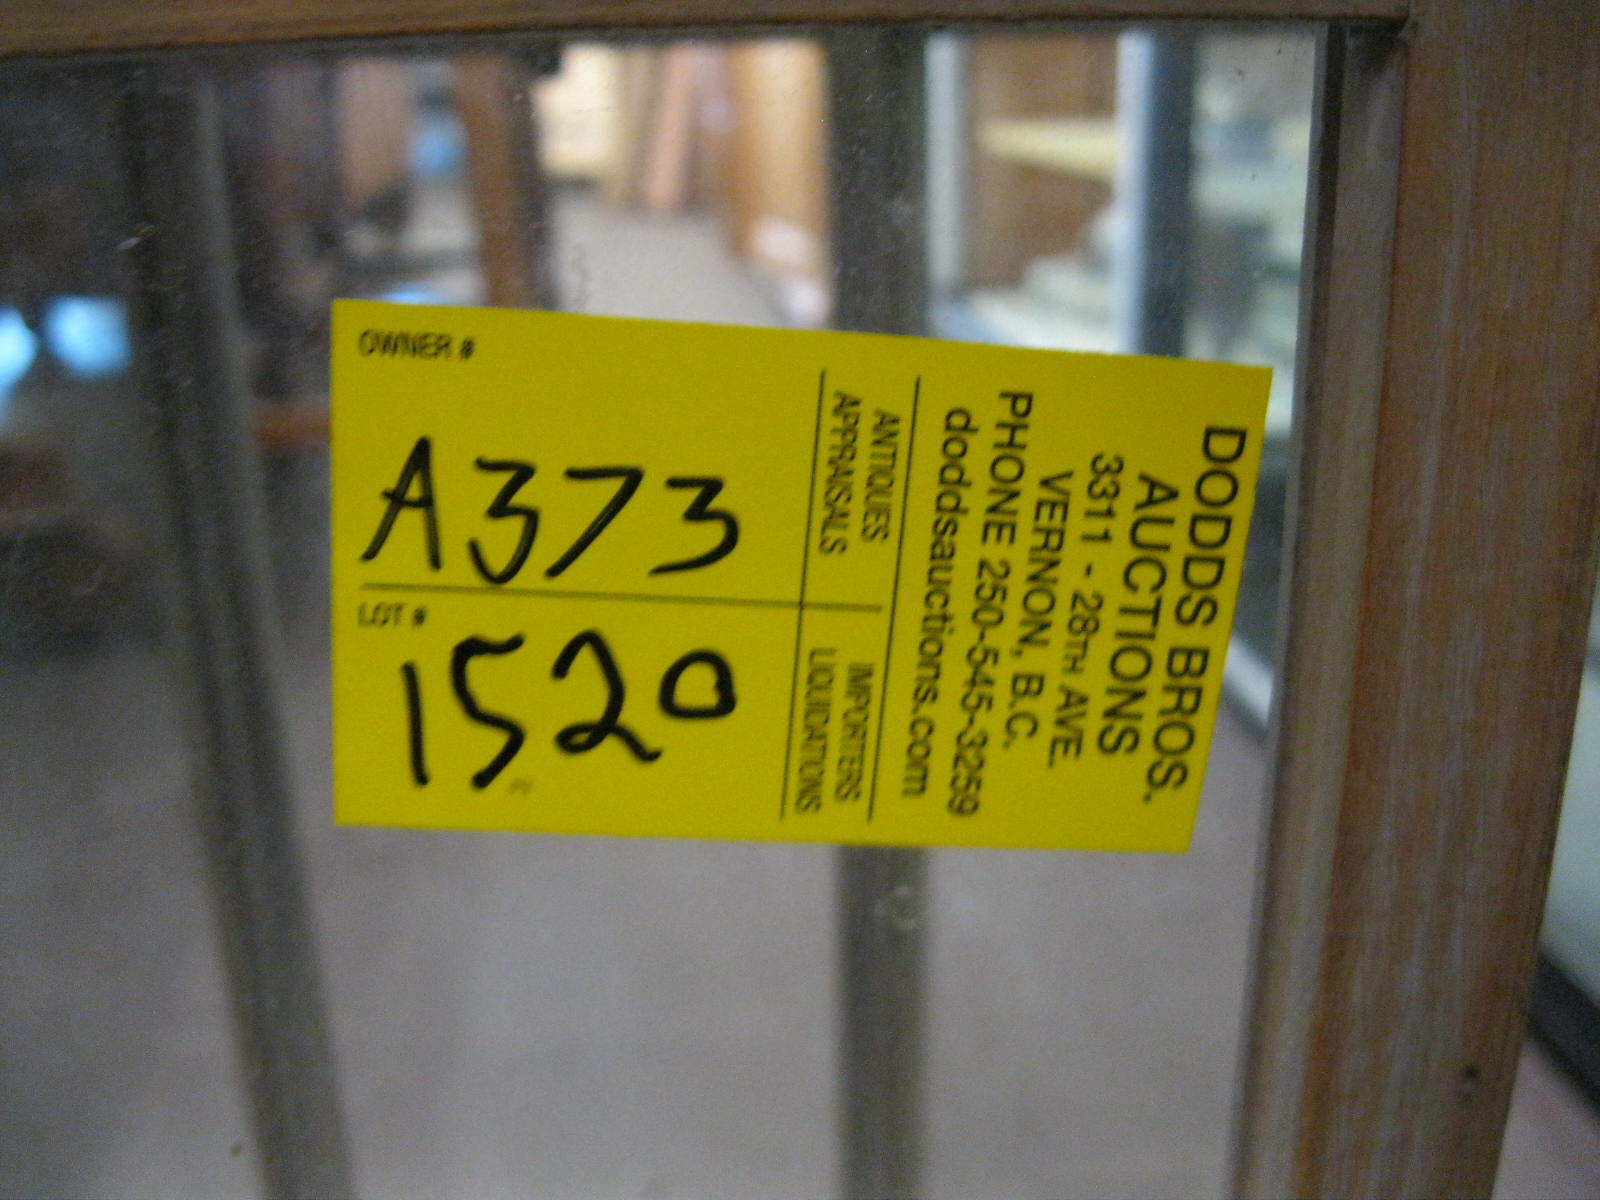 OWNER #
A373
LOT #
1520
DODDS BROS.
AUCTIONS
3311 - 28TH AVE.
VERNON, B.C.
PHONE 250-545-3259
doddsauctions.com
ANTIQUES
APPRAISALS
IMPORTERS
LIQUIDATIONS